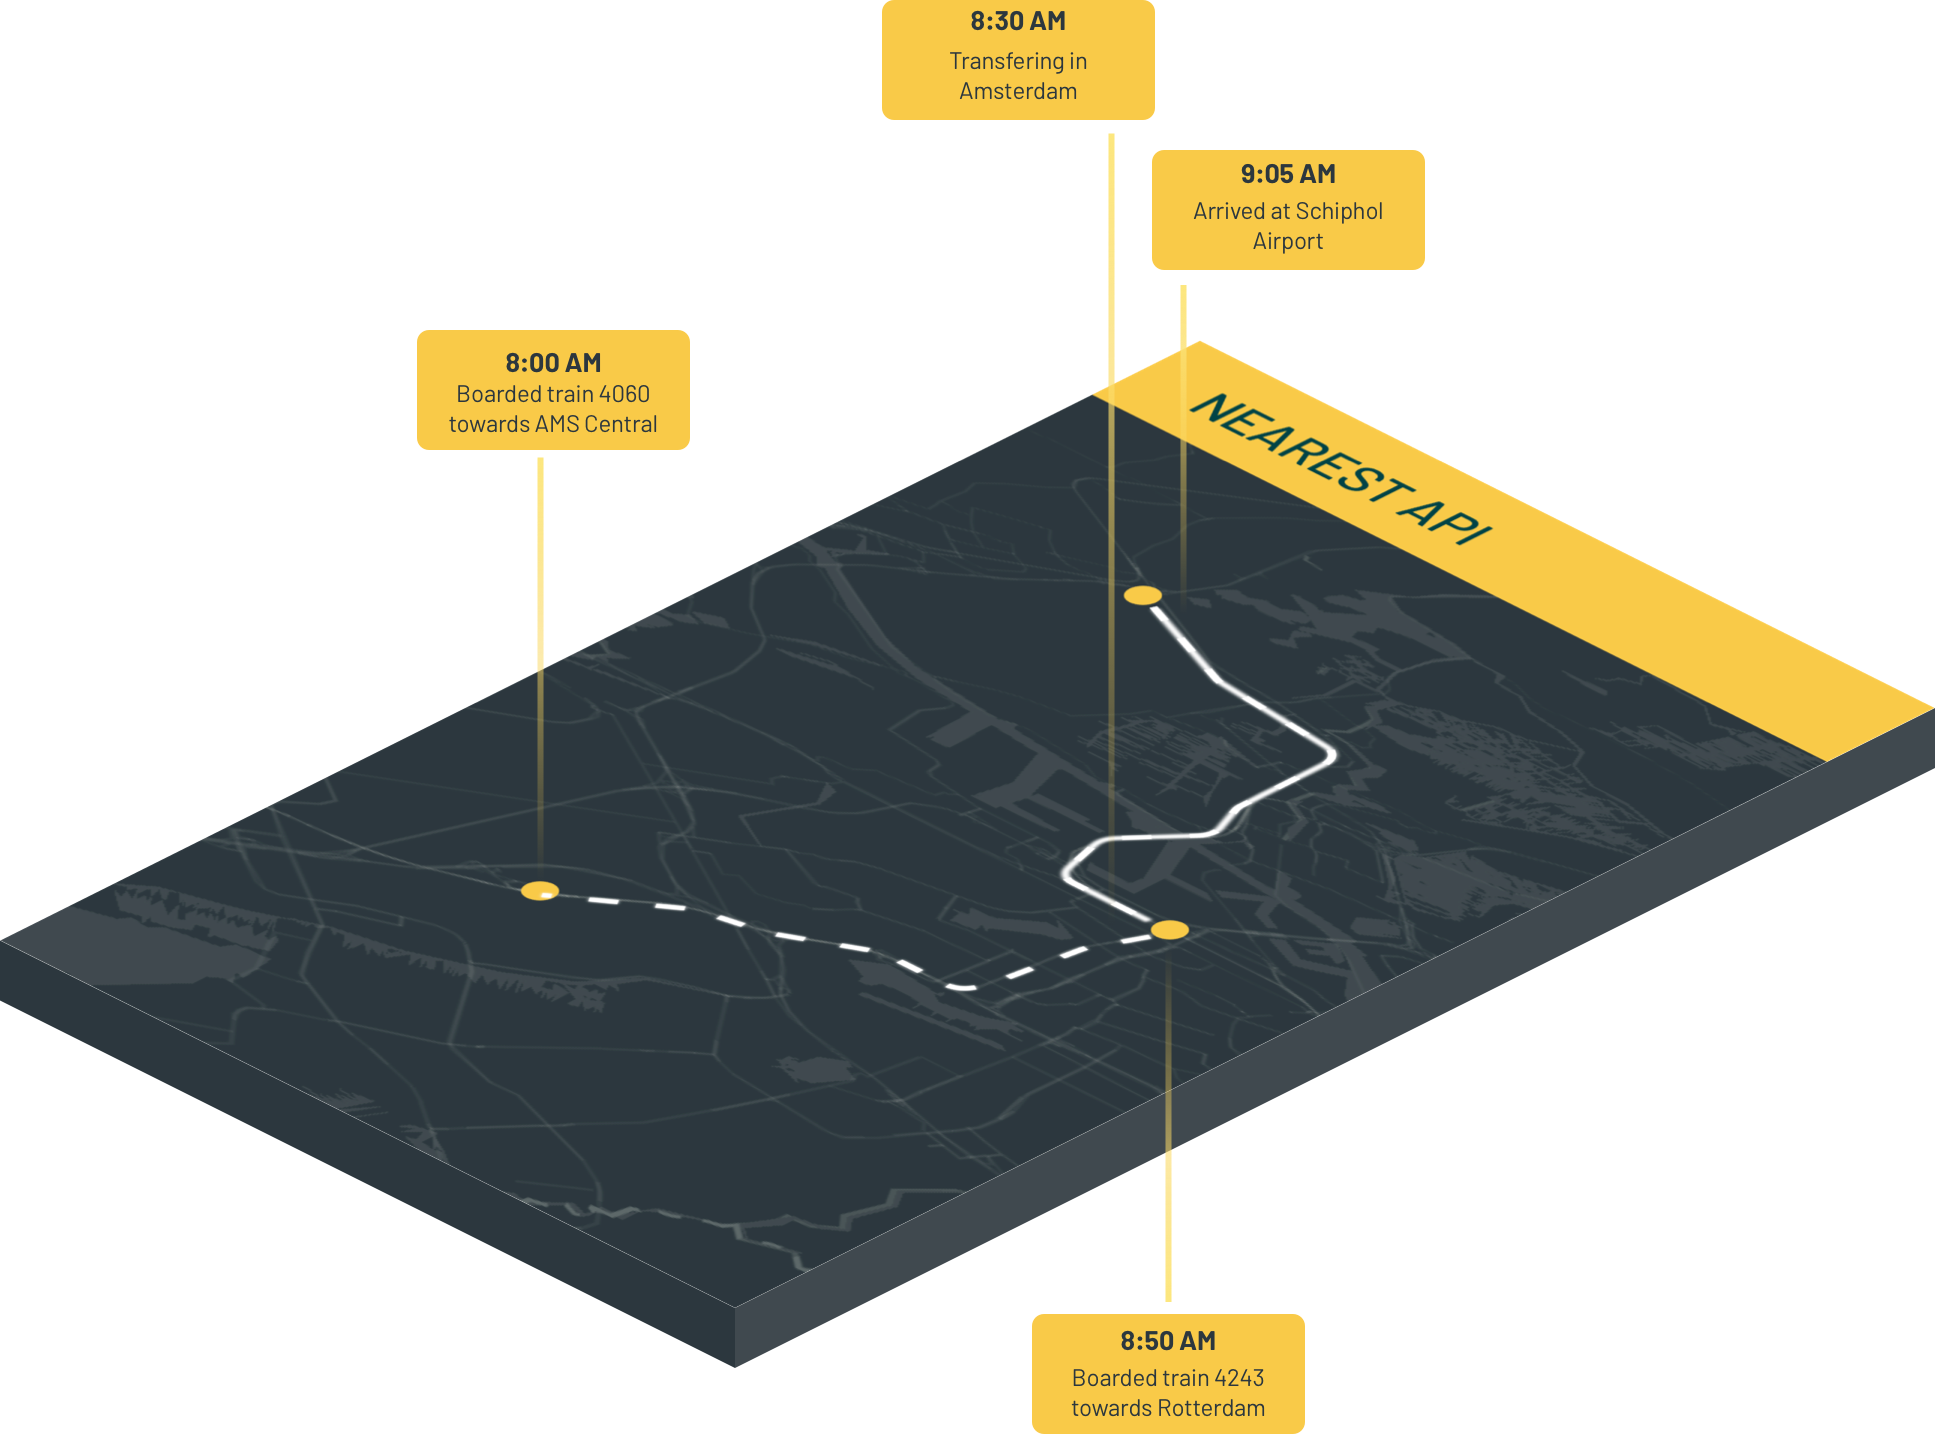 8:30 AM
Transfering in
Amsterdam
9:05 AM
Arrived at Schiphol
Airport
8:00 AM
Boarded train 4060
towards AMS Central
NEAREST API
8:50 AM
Boarded train 4243
towards Rotterdam